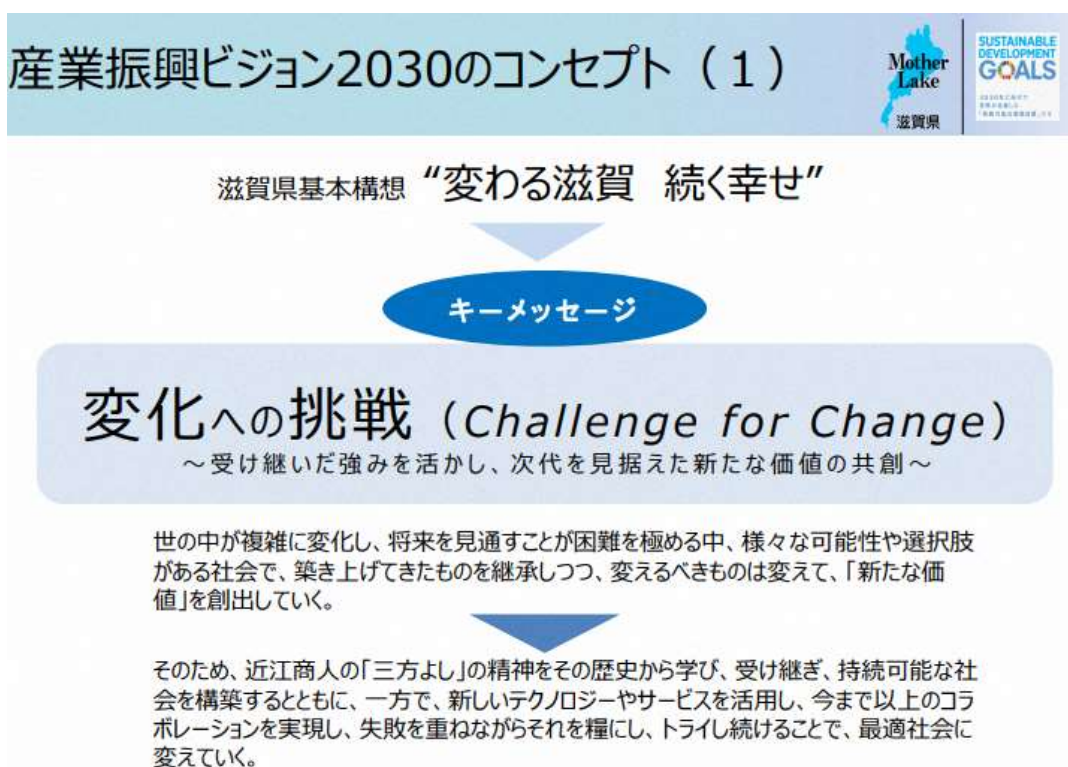 産業振興ビジョン2030のコンセプト（１）
Mother
Lake
滋賀県
SUSTAINABLE
DEVELOPMENT
GOALS
滋賀県基本構想 “変わる滋賀 続く幸せ”
キーメッセージ
変化への挑戦（Challenge for Change）
～受け継いだ強みを活かし、次代を見据えた新たな価値の共創～
世の中が複雑に変化し、将来を見通すことが困難を極める中、様々な可能性や選択肢
がある社会で、築き上げてきたものを継承しつつ、変えるべきものは変えて、「新たな価
値」を創出していく。
そのため、近江商人の「三方よし」の精神をその歴史から学び、受け継ぎ、持続可能な社
会を構築するとともに、一方で、新しいテクノロジーやサービスを活用し、今まで以上のコラ
ボレーションを実現し、失敗を重ねながらそれを糧にし、トライし続けることで、最適社会に
変えていく。